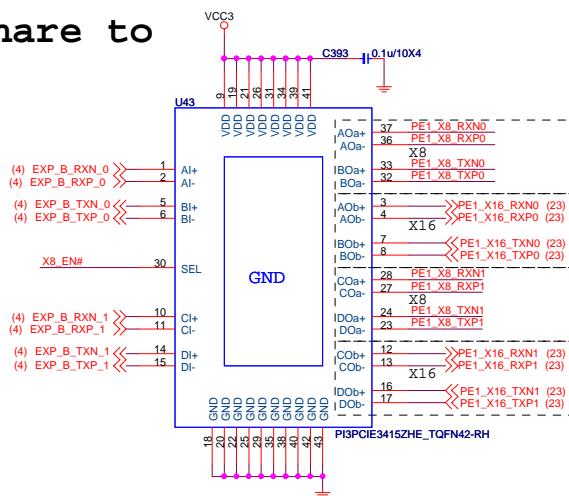 hare to
VCC3
C393 0.1u/10X4
U43
9 19 21 26 31 34 39 41
VDD VDD VDD VDD VDD VDD VDD VDD
AOa+ 37 PE1_X8_RXN0
AOa- 36 PE1_X8_RXP0
X8
(4) EXP_B_RXN_0 1 AI+
(4) EXP_B_RXP_0 2 AI-
BOa+ 33 PE1_X8_TXN0
BOa- 32 PE1_X8_TXP0
(4) EXP_B_TXN_0 5 BI+
(4) EXP_B_TXP_0 6 BI-
AOb+ 3 PE1_X16_RXN0 (23)
AOb- 4 PE1_X16_RXP0 (23)
X16
BOb+ 7 PE1_X16_TXN0 (23)
BOb- 8 PE1_X16_TXP0 (23)
X8_EN# 30 SEL
GND
COa+ 28 PE1_X8_RXN1
COa- 27 PE1_X8_RXP1
X8
(4) EXP_B_RXN_1 10 CI+
(4) EXP_B_RXP_1 11 CI-
DOa+ 24 PE1_X8_TXN1
DOa- 23 PE1_X8_TXP1
(4) EXP_B_TXN_1 14 DI+
(4) EXP_B_TXP_1 15 DI-
COb+ 12 PE1_X16_RXN1 (23)
COb- 13 PE1_X16_RXP1 (23)
X16
DOb+ 16 PE1_X16_TXN1 (23)
DOb- 17 PE1_X16_TXP1 (23)
GND GND GND GND GND GND GND GND GND GND
18 20 22 25 29 35 38 40 42 43
PI3PCIE3415ZHE_TQFN42-RH